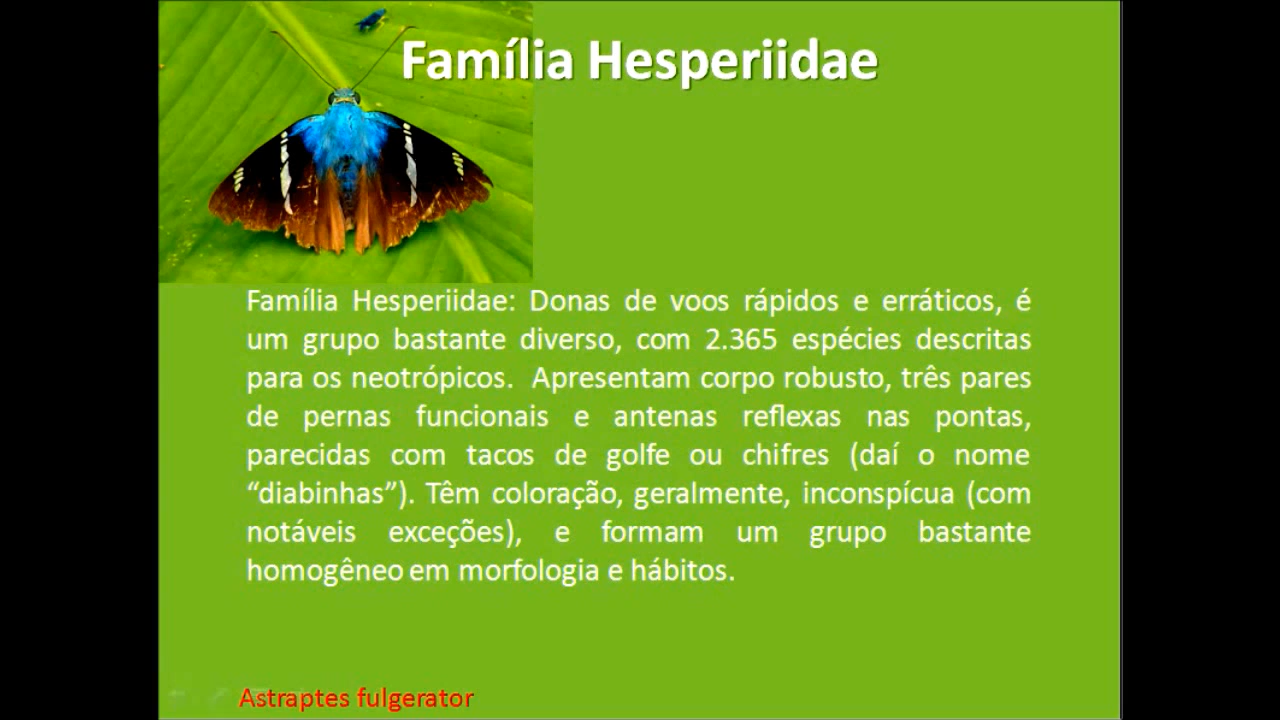 Família Hesperiidae
Família Hesperiidae: Donas de voos rápidos e erráticos, é
um grupo bastante diverso, com 2.365 espécies descritas
para os neotrópicos. Apresentam corpo robusto, três pares
de pernas funcionais e antenas reflexas nas pontas,
parecidas com tacos de golfe ou chifres (daí o nome
“diabinhas”). Têm coloração, geralmente, inconspícua (com
notáveis exceções), e formam um grupo bastante
homogêneo em morfologia e hábitos.
Astraptes fulgerator